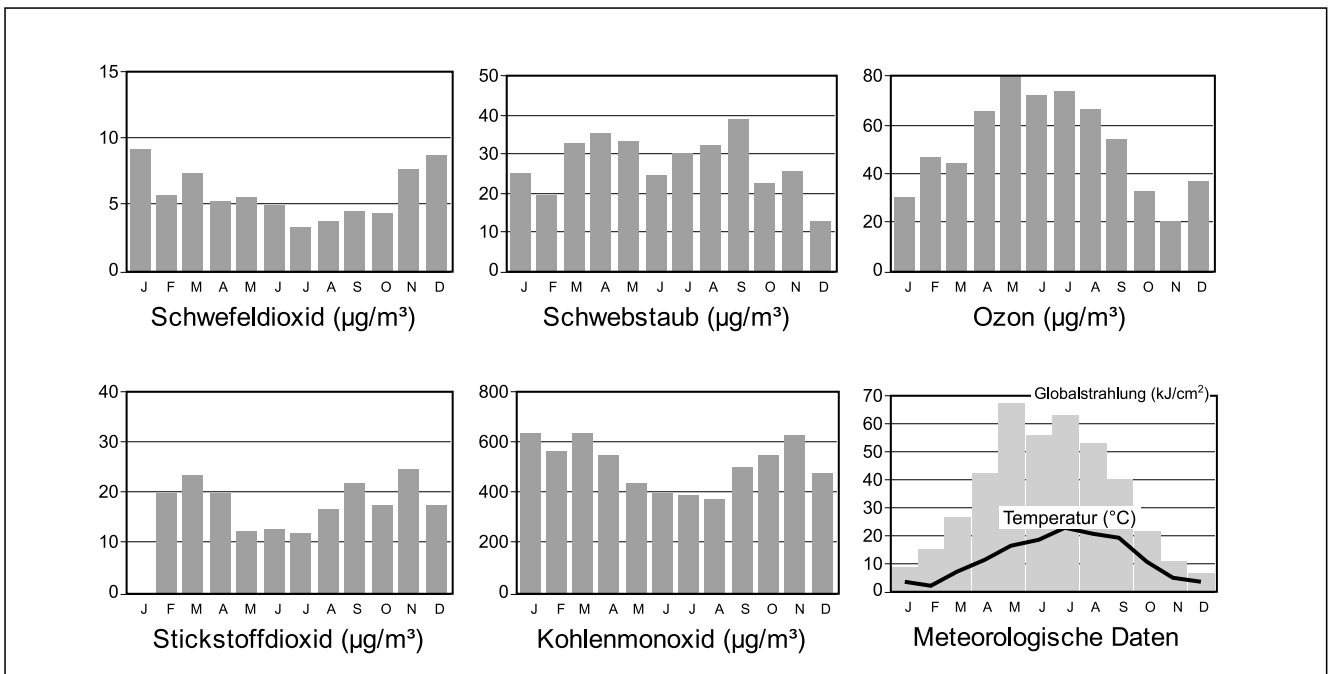 15
10
5
0
J F M A M J J A S O N D
Schwefeldioxid (µg/m³)
50
40
30
20
10
0
J F M A M J J A S O N D
Schwebstaub (µg/m³)
80
60
40
20
0
J F M A M J J A S O N D
Ozon (µg/m³)
40
30
20
10
0
J F M A M J J A S O N D
Stickstoffdioxid (µg/m³)
800
600
400
200
0
J F M A M J J A S O N D
Kohlenmonoxid (µg/m³)
70
60
50
40
30
20
10
0
Globalstrahlung (kJ/cm²)
Temperatur (°C)
J F M A M J J A S O N D
Meteorologische Daten